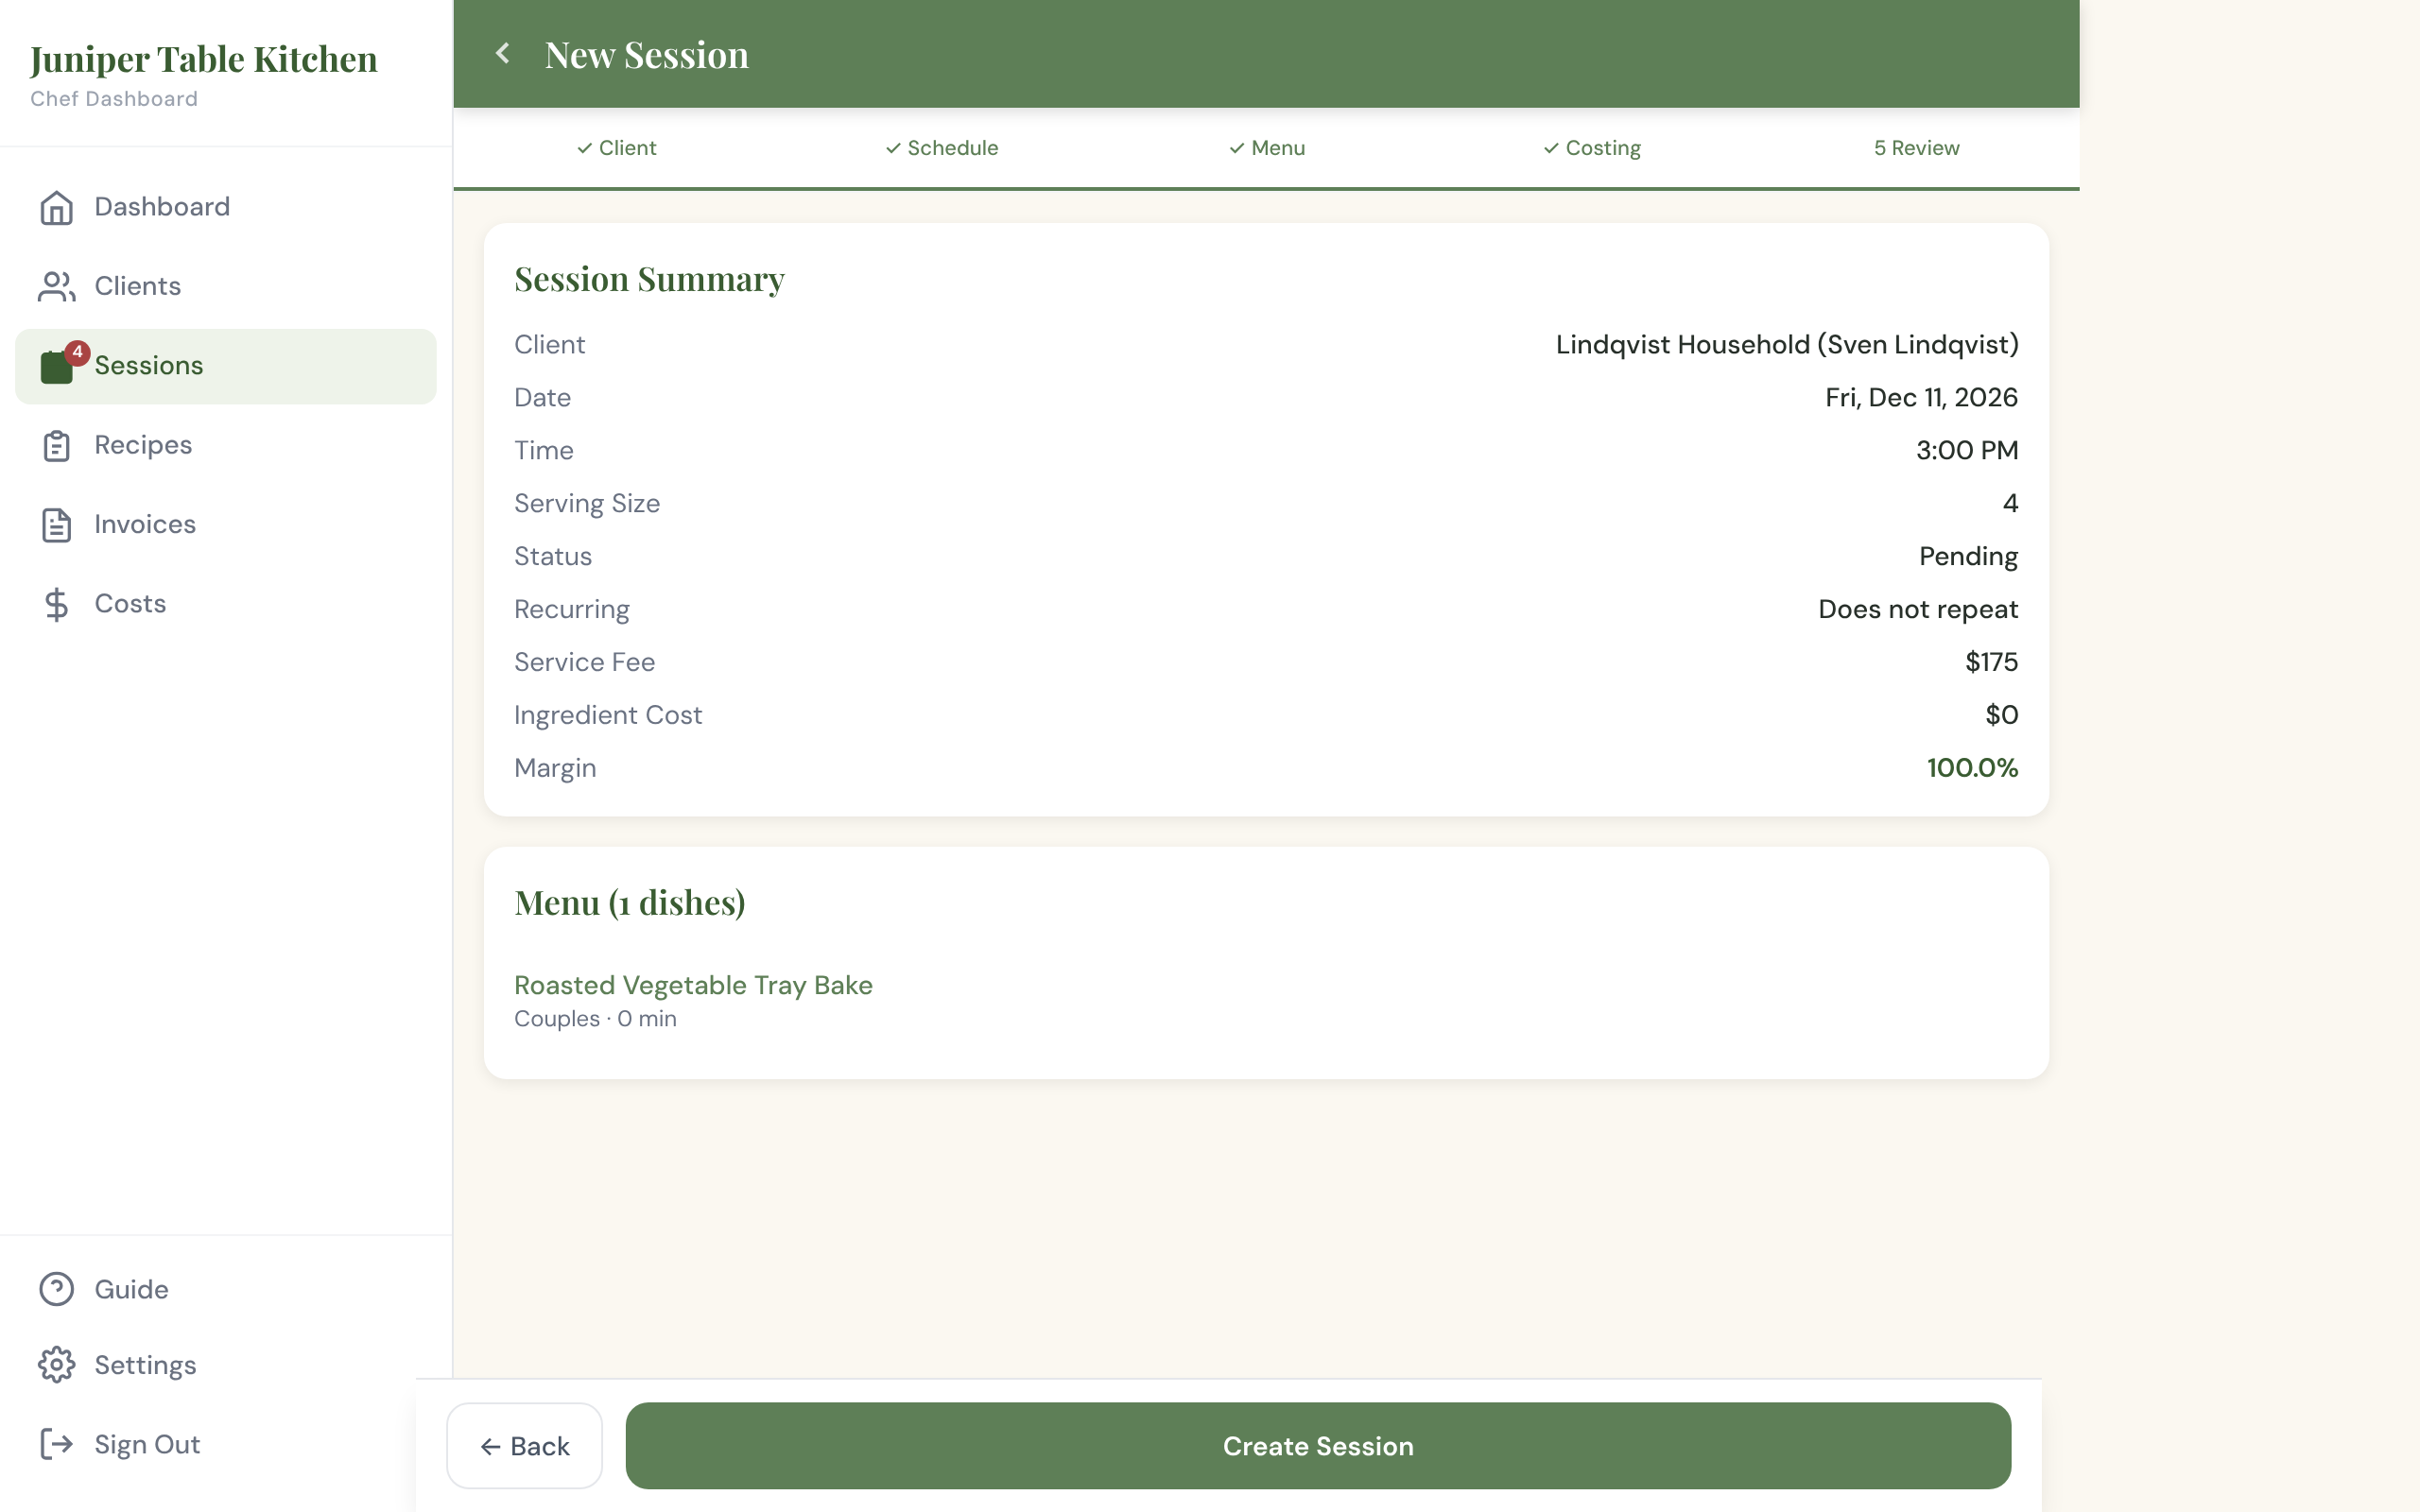 Juniper Table Kitchen
Chef Dashboard
Dashboard
Clients
4
Sessions
Recipes
Invoices
Costs
Guide
Settings
Sign Out
New Session
✓ Client
✓ Schedule
✓ Menu
✓ Costing
5 Review
Session Summary
Client Lindqvist Household (Sven Lindqvist)
Date Fri, Dec 11, 2026
Time 3:00 PM
Serving Size 4
Status Pending
Recurring Does not repeat
Service Fee $175
Ingredient Cost $0
Margin 100.0%
Menu (1 dishes)
Roasted Vegetable Tray Bake
Couples · 0 min
← Back
Create Session